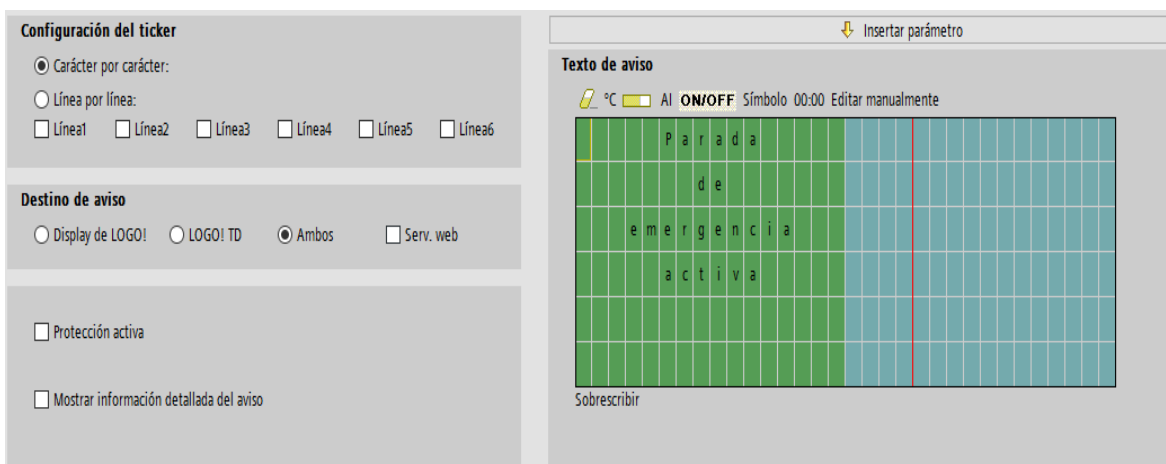 Configuración del ticker
Carácter por carácter:
Línea por línea:
Línea1 Línea2 Línea3 Línea4 Línea5 Línea6
Destino de aviso
Display de LOGO! LOGO! TD Ambos Serv. web
Protección activa
Mostrar información detallada del aviso
Insertar parámetro
Texto de aviso
°C AI ON/OFF Símbolo 00:00 Editar manualmente
Parada
de
emergencia
activa
Sobrescribir